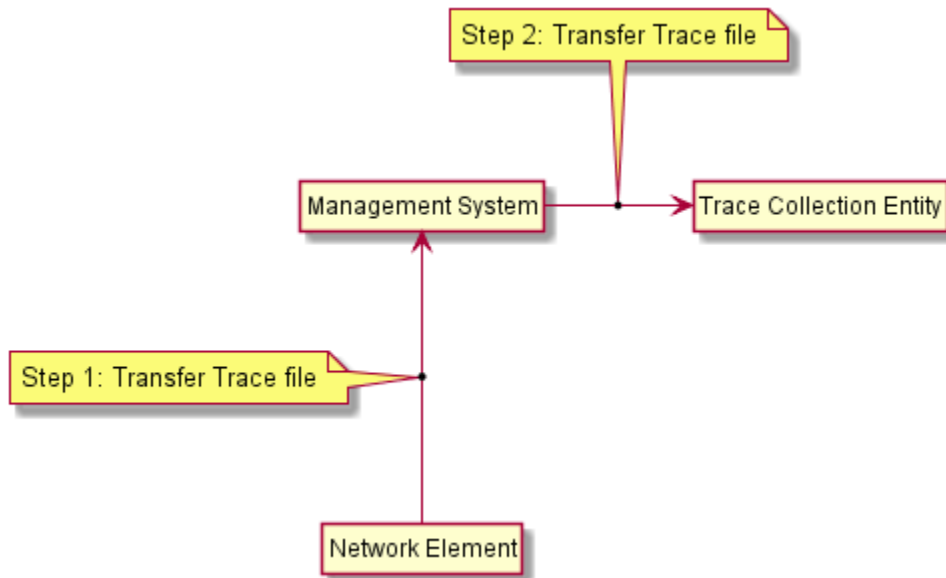 Step 2: Transfer Trace file
Management System
Trace Collection Entity
Step 1: Transfer Trace file
Network Element